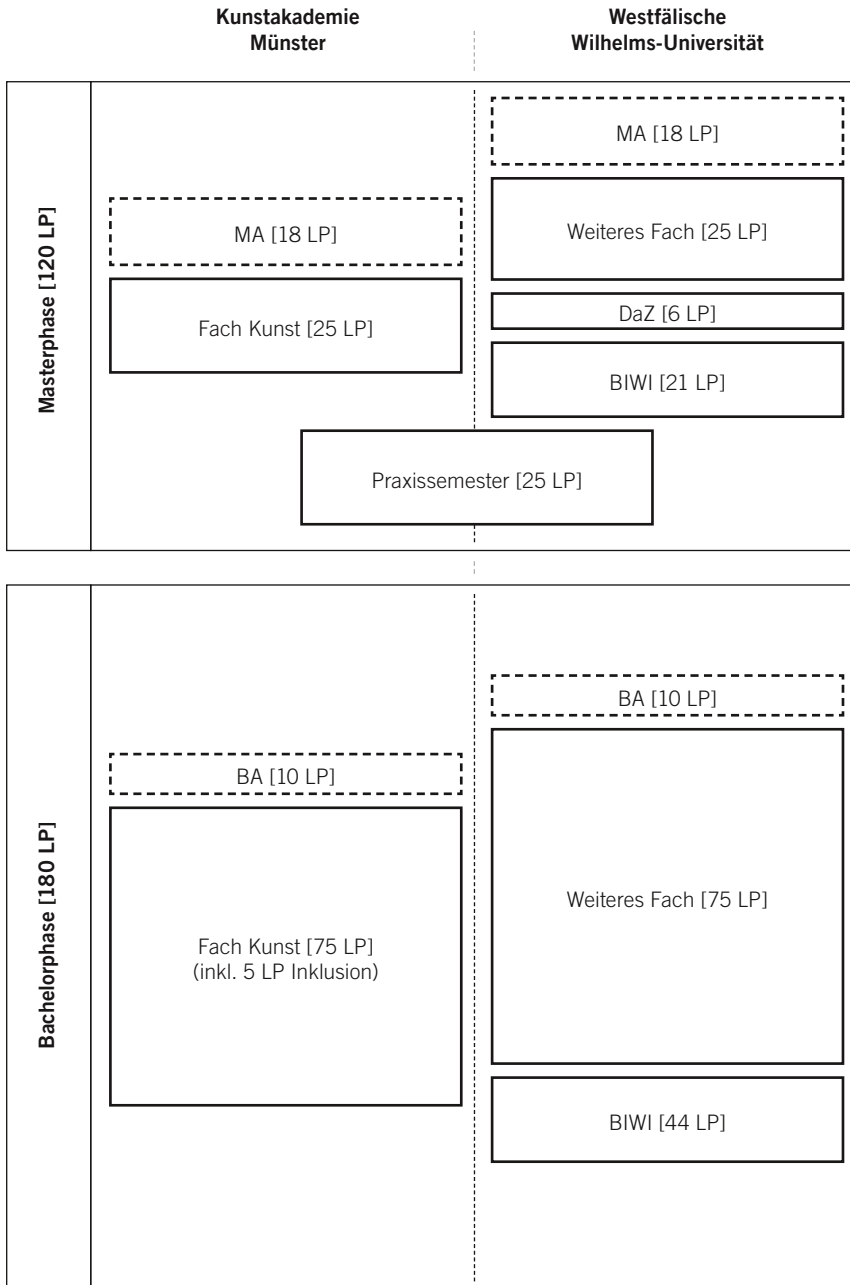 Kunstakademie
Münster
Westfälische
Wilhelms-Universität
Masterphase [120 LP]
MA [18 LP]
Weiteres Fach [25 LP]
MA [18 LP]
Fach Kunst [25 LP]
DaZ [6 LP]
BIWI [21 LP]
Praxissemester [25 LP]
Bachelorphase [180 LP]
BA [10 LP]
BA [10 LP]
Weiteres Fach [75 LP]
Fach Kunst [75 LP]
(inkl. 5 LP Inklusion)
BIWI [44 LP]